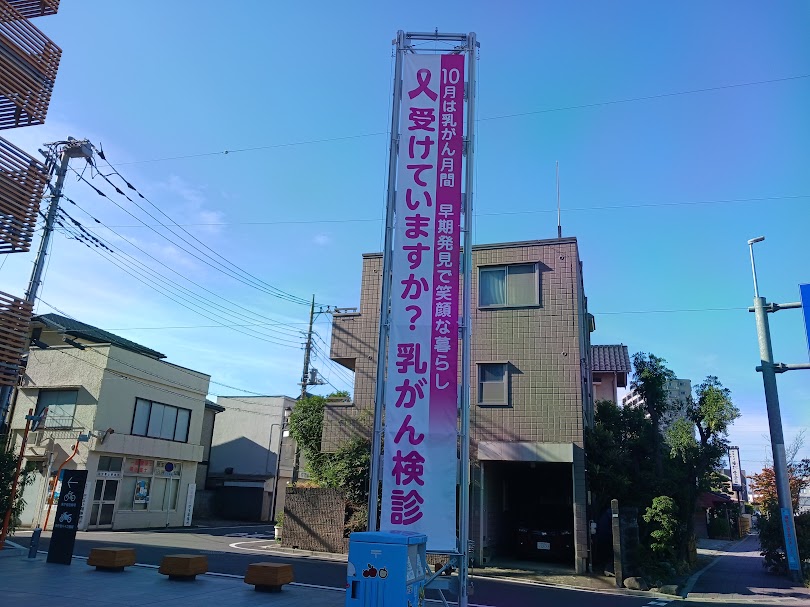 10月は乳がん月間 早期発見で笑顔な暮らし
受けていますか？乳がん検診